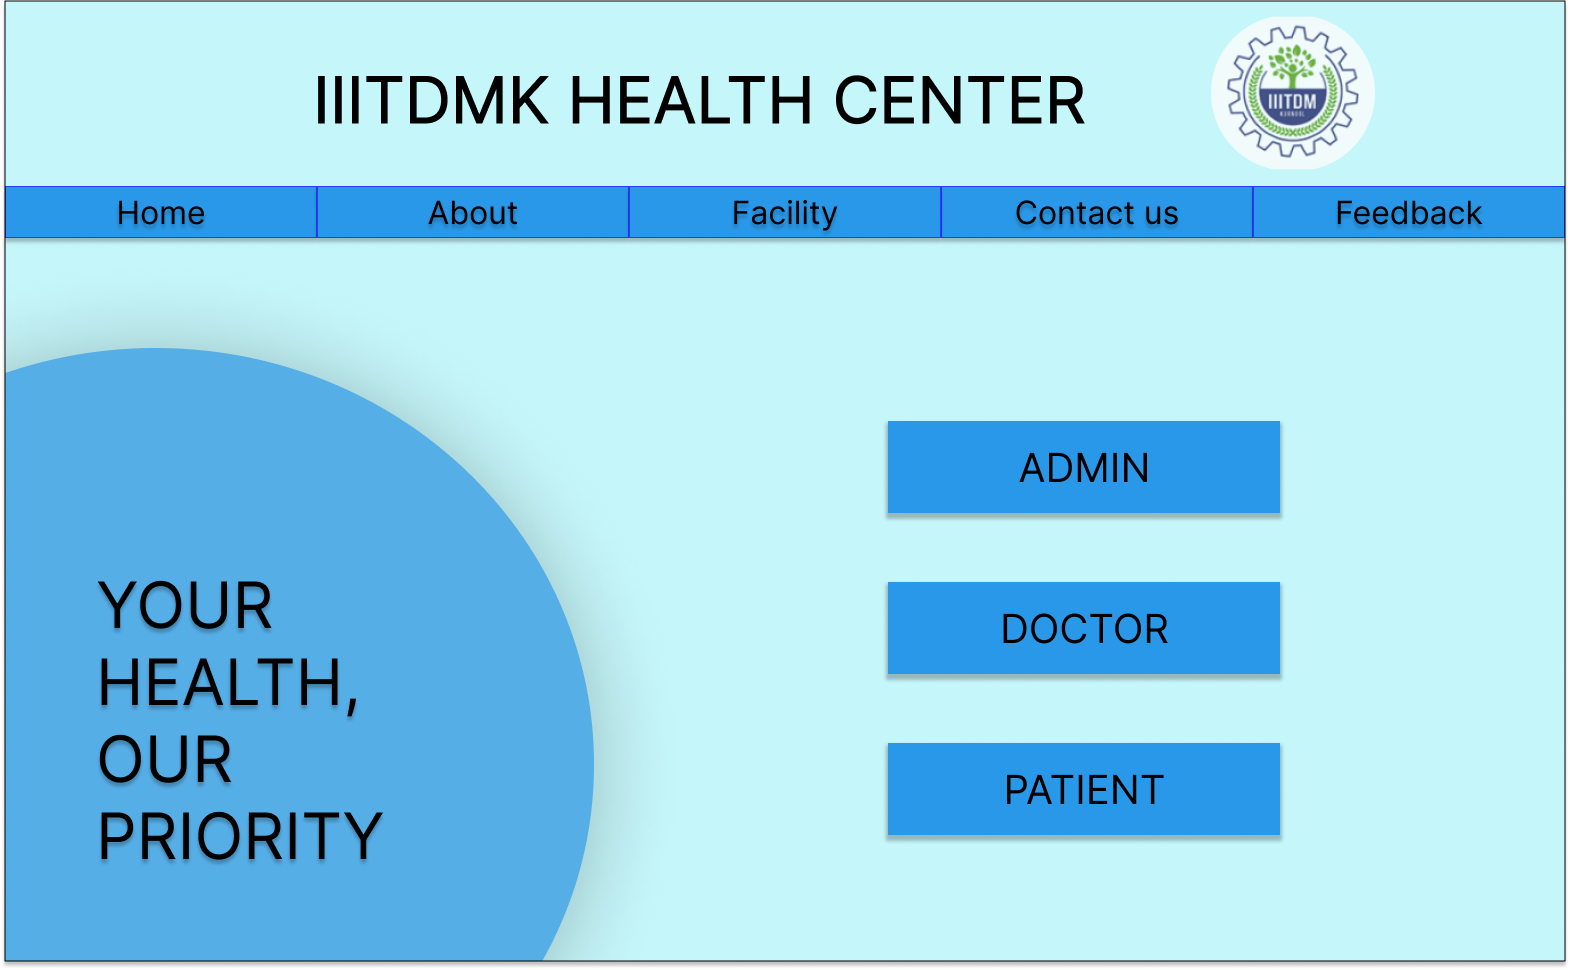 IIITDMK HEALTH CENTER
IIITDM
KURNOOL
Home
About
Facility
Contact us
Feedback
YOUR
HEALTH,
OUR
PRIORITY
ADMIN
DOCTOR
PATIENT